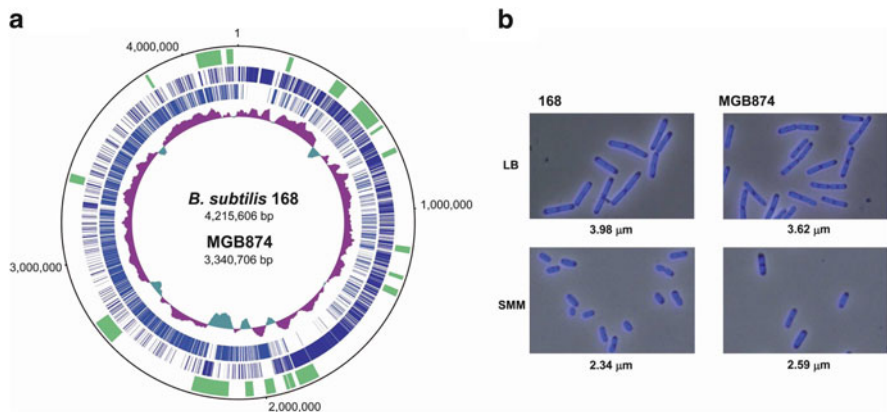 a
4,000,000
1
B. subtilis 168
4,215,606 bp
MGB874
3,340,706 bp
1,000,000
3,000,000
2,000,000
b
168
MGB874
LB
3.98 μm
3.62 μm
SMM
2.34 μm
2.59 μm